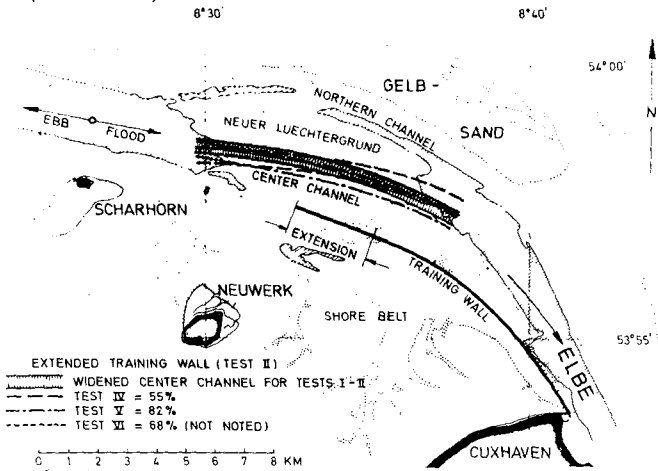 8°30' 8°40'
54°00'
GELB-
SAND
N
NORTHERN CHANNEL
NEUER LUECHTERGRUND
EBB
FLOOD
CENTER CHANNEL
SCHARHÖRN
EXTENSION
TRAINING WALL
NEUWERK
SHORE BELT
53°55'
ELBE
EXTENDED TRAINING WALL (TEST II)
WIDENED CENTER CHANNEL FOR TESTS I-II
TEST IV = 55%
TEST V = 82%
TEST VI = 68% (NOT NOTED)
0 1 2 3 4 5 6 7 8 KM
CUXHAVEN